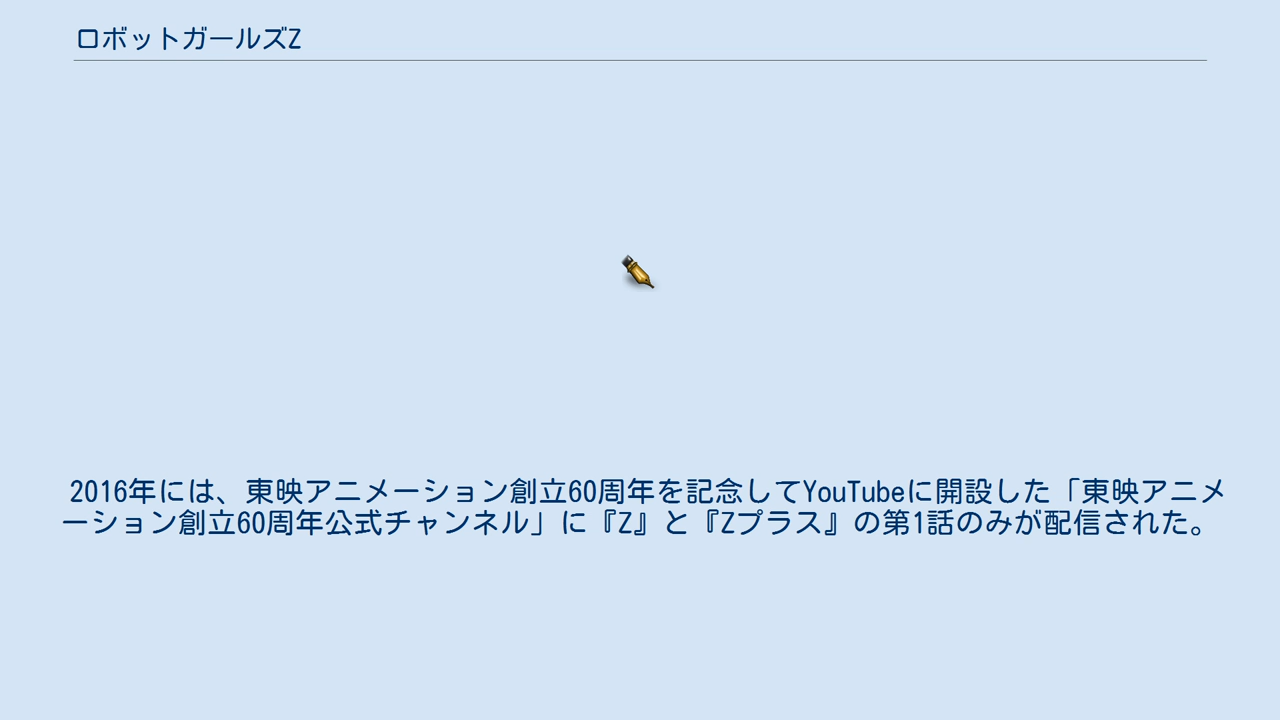 ロボットガールズZ
2016年には、東映アニメーション創立60周年を記念してYouTubeに開設した「東映アニメ
ーション創立60周年公式チャンネル」に『Z』と『Zプラス』の第1話のみが配信された。